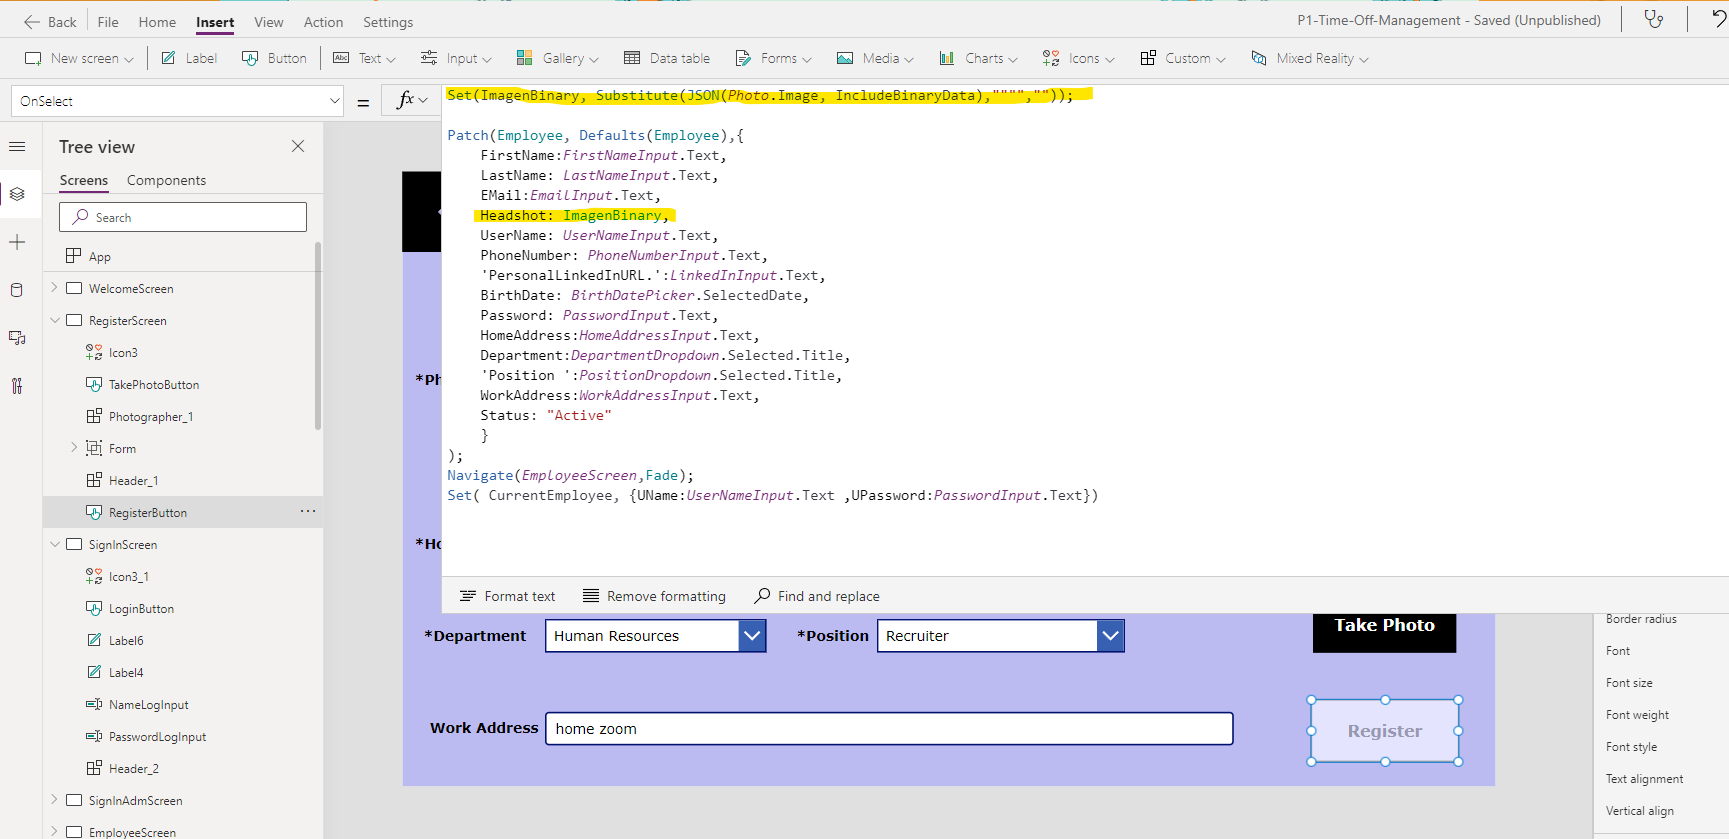 Back File Home Insert View Action Settings P1-Time-Off-Management - Saved (Unpublished)
New screen Label Button Text Input Gallery Data table Forms Media Charts Icons Custom Mixed Reality
OnSelect = fx
Set(ImagenBinary, Substitute(JSON(Photo.Image, IncludeBinaryData),"""",""));
Patch(Employee, Defaults(Employee),{
FirstName:FirstNameInput.Text,
LastName: LastNameInput.Text,
EMail:EmailInput.Text,
Headshot: ImagenBinary,
UserName: UserNameInput.Text,
PhoneNumber: PhoneNumberInput.Text,
'PersonalLinkedInURL.':LinkedInInput.Text,
BirthDate: BirthDatePicker.SelectedDate,
Password: PasswordInput.Text,
HomeAddress:HomeAddressInput.Text,
Department:DepartmentDropdown.Selected.Title,
'Position ':PositionDropdown.Selected.Title,
WorkAddress:WorkAddressInput.Text,
Status: "Active"
}
);
Navigate(EmployeeScreen,Fade);
Set( CurrentEmployee, {UName:UserNameInput.Text ,UPassword:PasswordInput.Text})
Format text Remove formatting Find and replace
Tree view
Screens Components
Search
App
WelcomeScreen
RegisterScreen
Icon3
TakePhotoButton
Photographer_1
Form
Header_1
RegisterButton ...
SignInScreen
Icon3_1
LoginButton
Label6
Label4
NameLogInput
PasswordLogInput
Header_2
SignInAdmScreen
EmployeeScreen
*Ph
*Ho
*Department Human Resources *Position Recruiter Take Photo
Work Address home zoom Register
Border radius
Font
Font size
Font weight
Font style
Text alignment
Vertical align